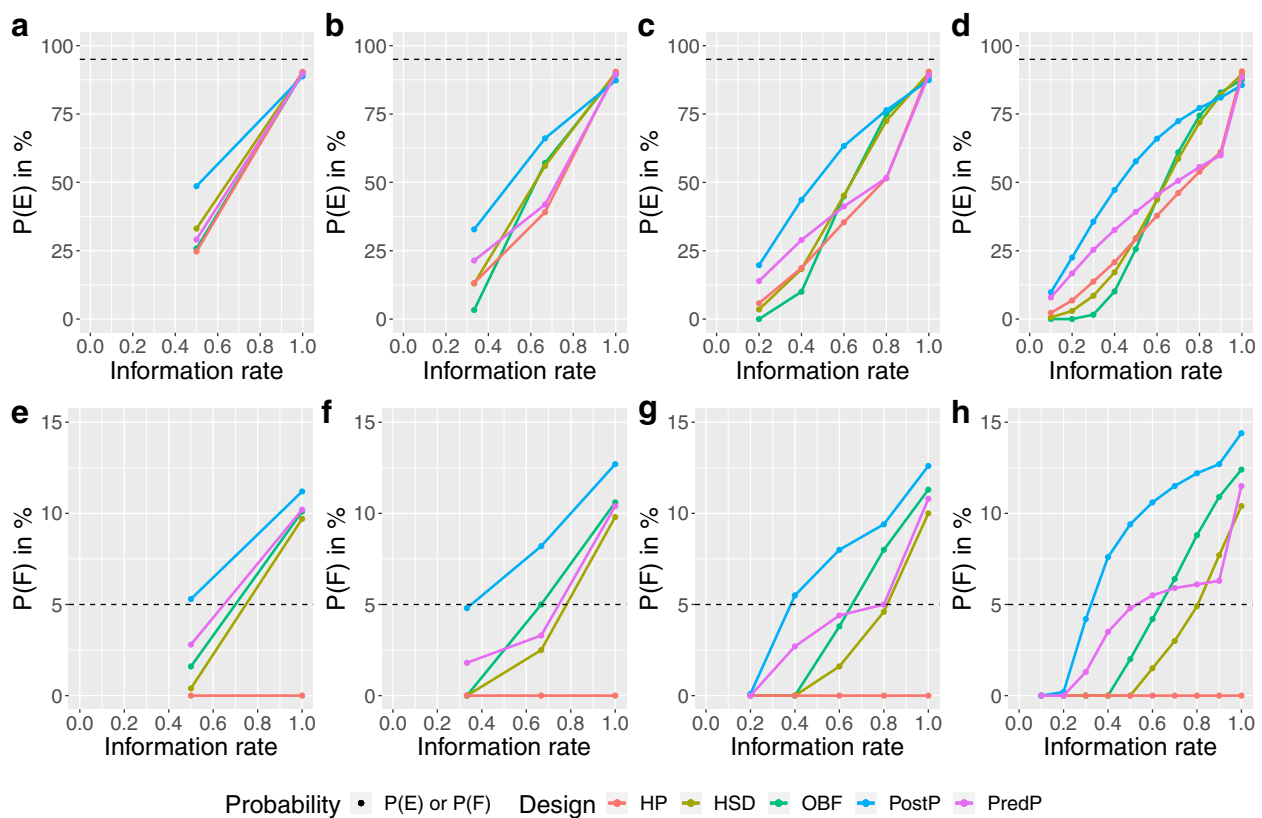 a b c d
100 75 50 25 0 P(E) in % 0.0 0.2 0.4 0.6 0.8 1.0 Information rate
100 75 50 25 0 P(E) in % 0.0 0.2 0.4 0.6 0.8 1.0 Information rate
100 75 50 25 0 P(E) in % 0.0 0.2 0.4 0.6 0.8 1.0 Information rate
100 75 50 25 0 P(E) in % 0.0 0.2 0.4 0.6 0.8 1.0 Information rate
e f g h
15 10 5 0 P(F) in % 0.0 0.2 0.4 0.6 0.8 1.0 Information rate
15 10 5 0 P(F) in % 0.0 0.2 0.4 0.6 0.8 1.0 Information rate
15 10 5 0 P(F) in % 0.0 0.2 0.4 0.6 0.8 1.0 Information rate
15 10 5 0 P(F) in % 0.0 0.2 0.4 0.6 0.8 1.0 Information rate
Probability P(E) or P(F) Design HP HSD OBF PostP PredP